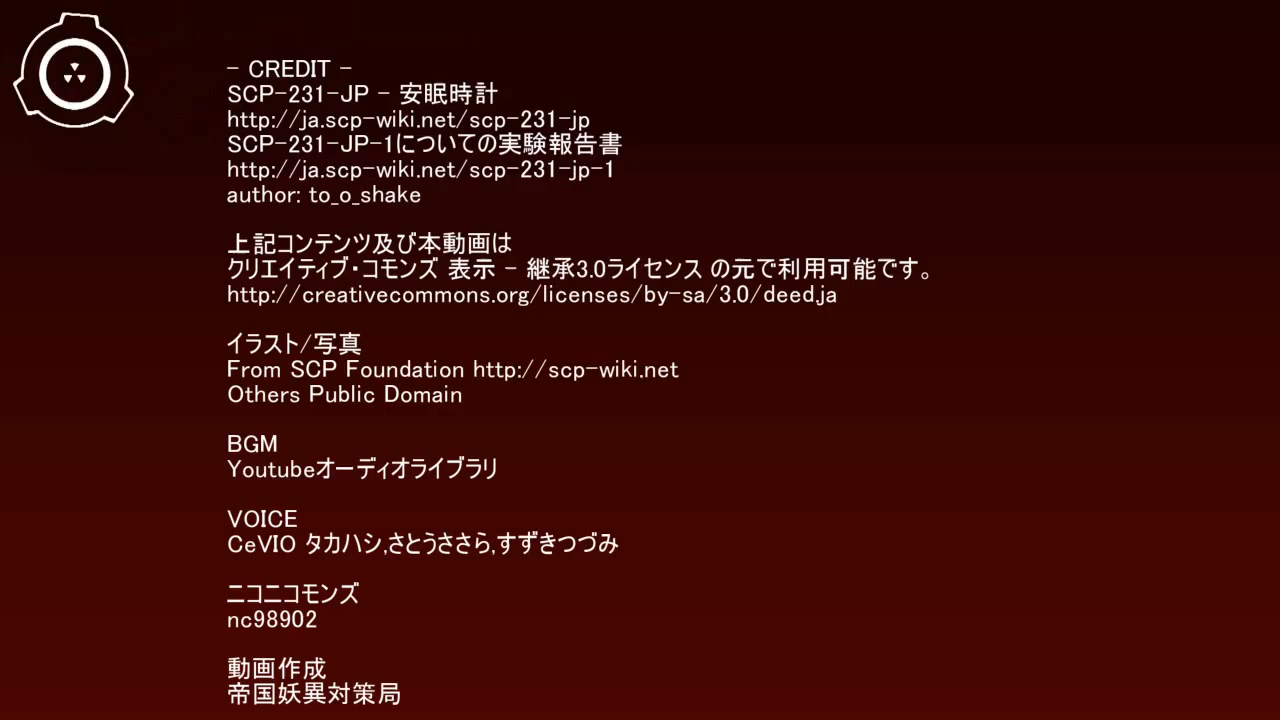 - CREDIT -
SCP-231-JP - 安眠時計
http://ja.scp-wiki.net/scp-231-jp
SCP-231-JP-1についての実験報告書
http://ja.scp-wiki.net/scp-231-jp-1
author: to_o_shake
上記コンテンツ及び本動画は
クリエイティブ・コモンズ 表示 - 継承3.0ライセンス の元で利用可能です。
http://creativecommons.org/licenses/by-sa/3.0/deed.ja
イラスト/写真
From SCP Foundation http://scp-wiki.net
Others Public Domain
BGM
Youtubeオーディオライブラリ
VOICE
CeVIO タカハシ,さとうささら,すずきつづみ
ニコニコモンズ
nc98902
動画作成
帝国妖異対策局